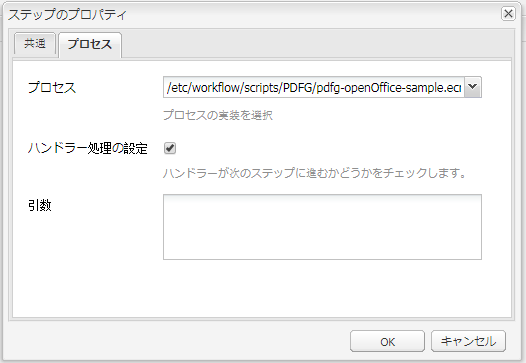 ステップのプロパティ
共通
プロセス
プロセス
/etc/workflow/scripts/PDFG/pdfg-openOffice-sample.ecm
プロセスの実装を選択
ハンドラー処理の設定
ハンドラーが次のステップに進むかどうかをチェックします。
引数
OK
キャンセル